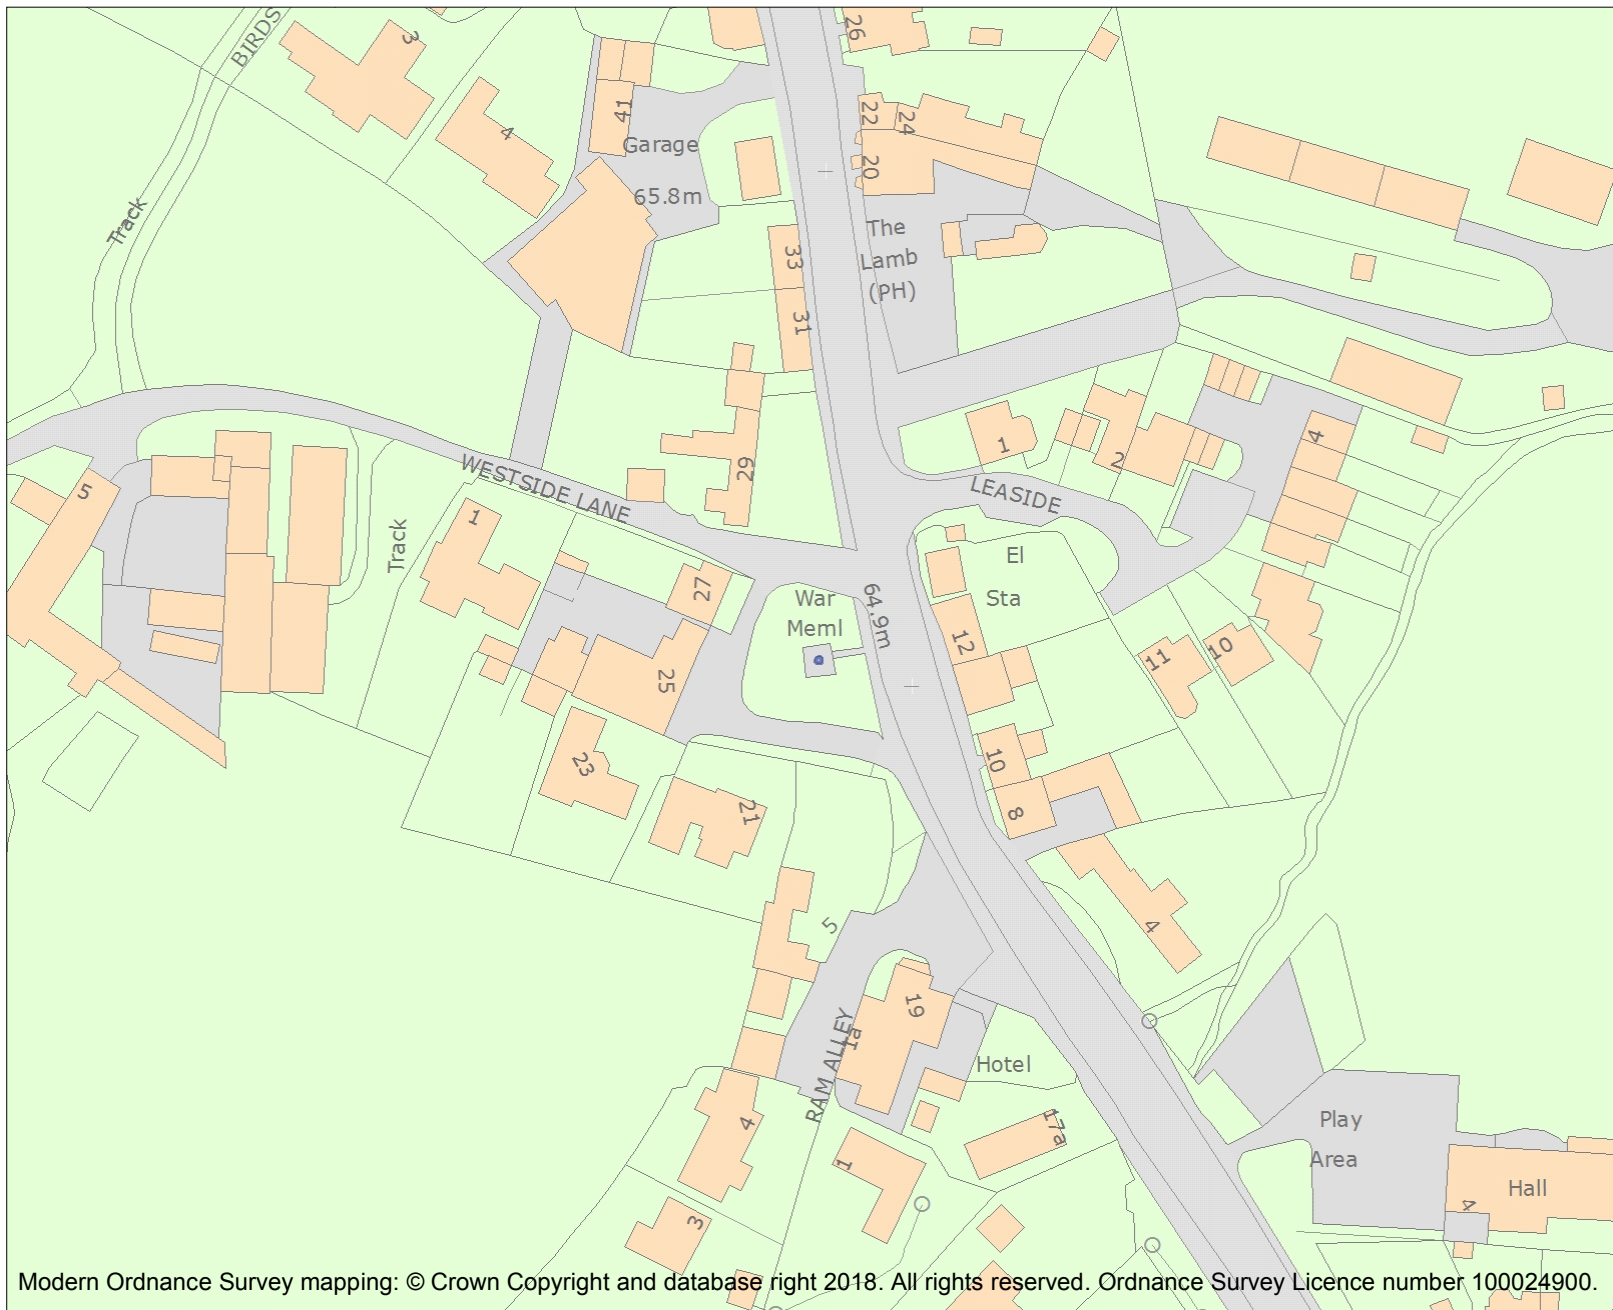 BIRDS
3
26
4
41
22
24
Garage
20
65.8m
Track
The
Lamb
(PH)
33
31
1
2
4
29
WESTSIDE LANE
LEASIDE
5
1
Track
El
Sta
27
War
Meml
64.9m
12
11
10
25
23
10
21
8
5
4
19
RAM ALLEY
1a
Hotel
Play
Area
17a
4
1
Hall
4
3
Modern Ordnance Survey mapping: © Crown Copyright and database right 2018. All rights reserved. Ordnance Survey Licence number 100024900.